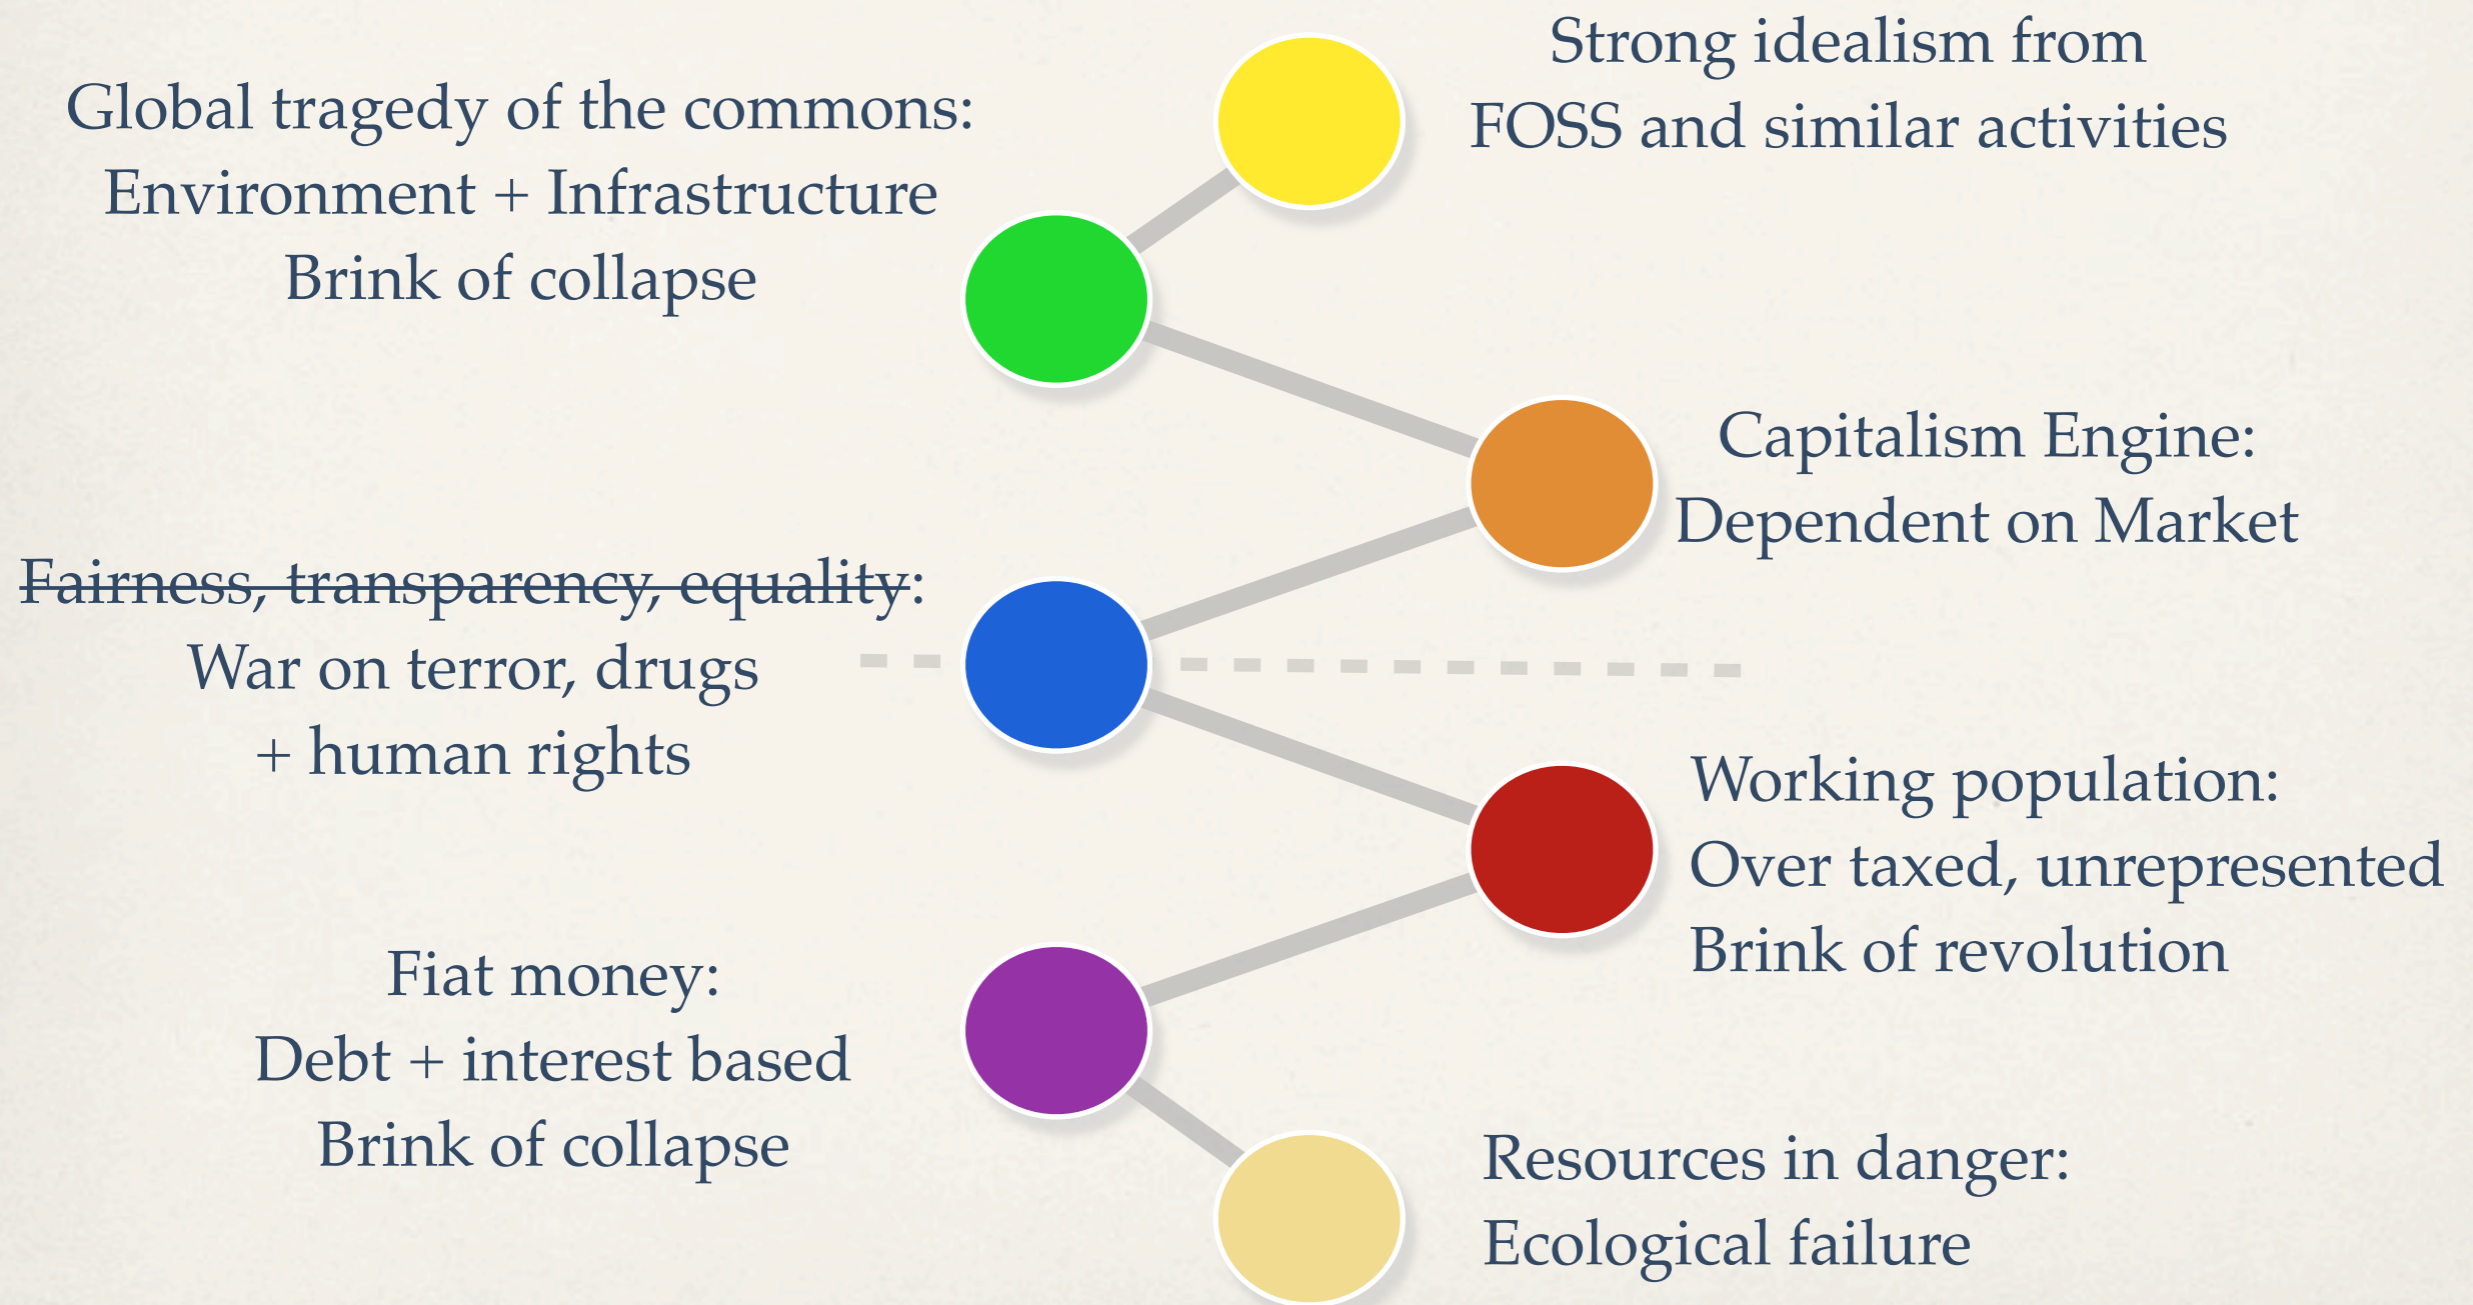 Strong idealism from
FOSS and similar activities
Global tragedy of the commons:
Environment + Infrastructure
Brink of collapse
Capitalism Engine:
Dependent on Market
Fairness, transparency, equality:
War on terror, drugs
+ human rights
Working population:
Over taxed, unrepresented
Brink of revolution
Fiat money:
Debt + interest based
Brink of collapse
Resources in danger:
Ecological failure